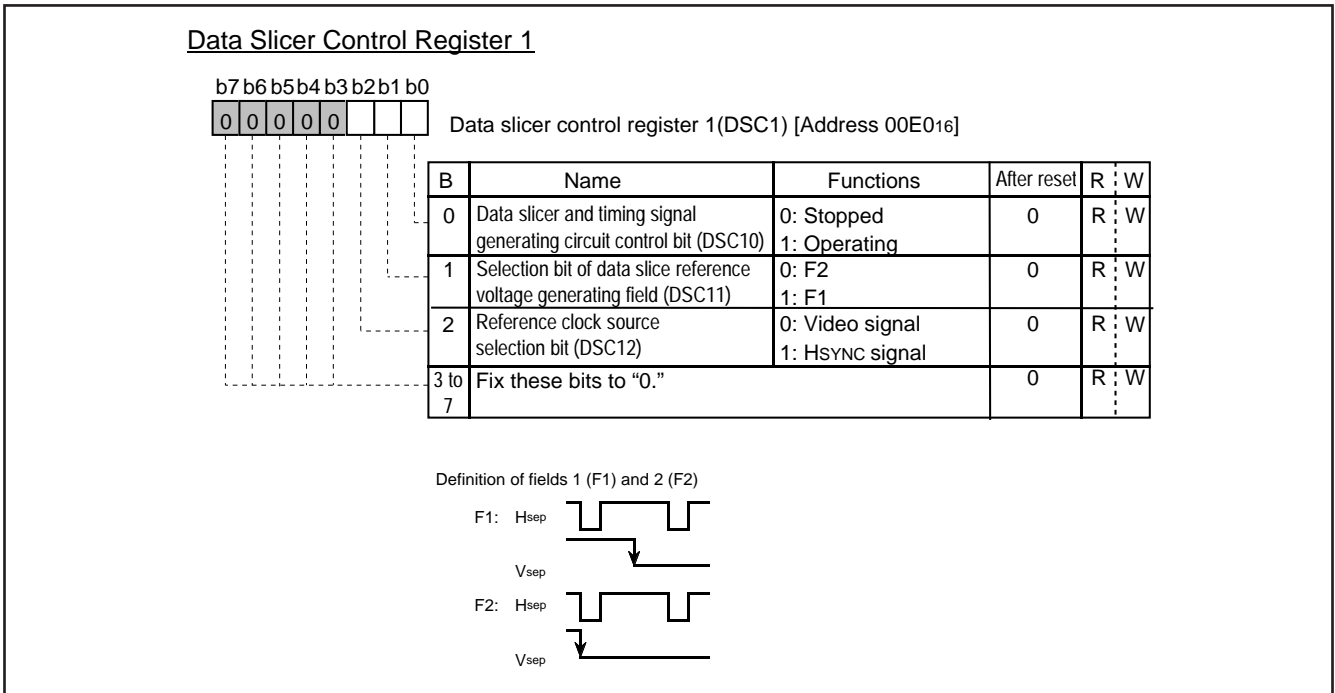 Data Slicer Control Register 1
b7 b6 b5 b4 b3 b2 b1 b0
0 0 0 0 0
Data slicer control register 1(DSC1) [Address 00E016]
B Name Functions After reset R W
0 Data slicer and timing signal generating circuit control bit (DSC10) 0: Stopped 1: Operating 0 R W
1 Selection bit of data slice reference voltage generating field (DSC11) 0: F2 1: F1 0 R W
2 Reference clock source selection bit (DSC12) 0: Video signal 1: HSYNC signal 0 R W
3 to 7 Fix these bits to “0.” 0 R W
Definition of fields 1 (F1) and 2 (F2)
F1: Hsep
Vsep
F2: Hsep
Vsep